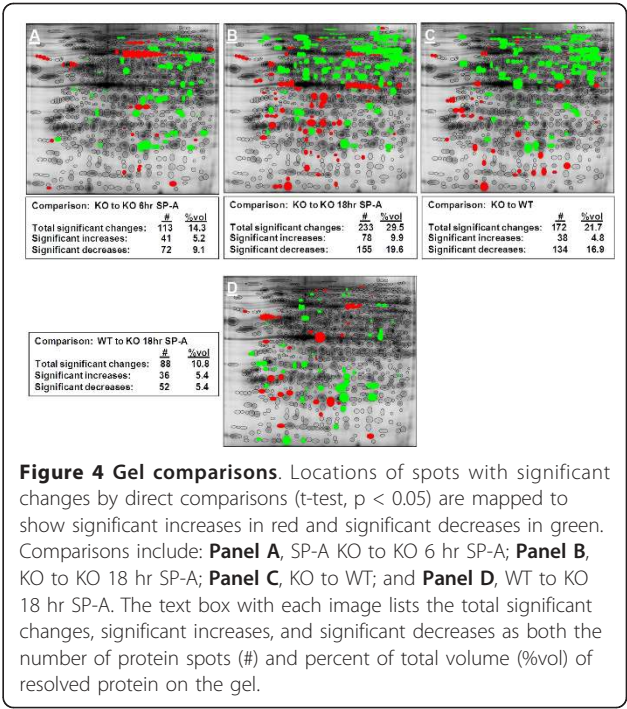 A
B
C
Comparison: KO to KO 6hr SP-A
# %vol
Total significant changes: 113 14.3
Significant increases: 41 5.2
Significant decreases: 72 9.1
Comparison: KO to KO 18hr SP-A
# %vol
Total significant changes: 233 29.5
Significant increases: 78 9.9
Significant decreases: 155 19.6
Comparison: KO to WT
# %vol
Total significant changes: 172 21.7
Significant increases: 38 4.8
Significant decreases: 134 16.9
D
Comparison: WT to KO 18hr SP-A
# %vol
Total significant changes: 88 10.8
Significant increases: 36 5.4
Significant decreases: 52 5.4
Figure 4 Gel comparisons. Locations of spots with significant
changes by direct comparisons (t-test, p < 0.05) are mapped to
show significant increases in red and significant decreases in green.
Comparisons include: Panel A, SP-A KO to KO 6 hr SP-A; Panel B,
KO to KO 18 hr SP-A; Panel C, KO to WT; and Panel D, WT to KO
18 hr SP-A. The text box with each image lists the total significant
changes, significant increases, and significant decreases as both the
number of protein spots (#) and percent of total volume (%vol) of
resolved protein on the gel.